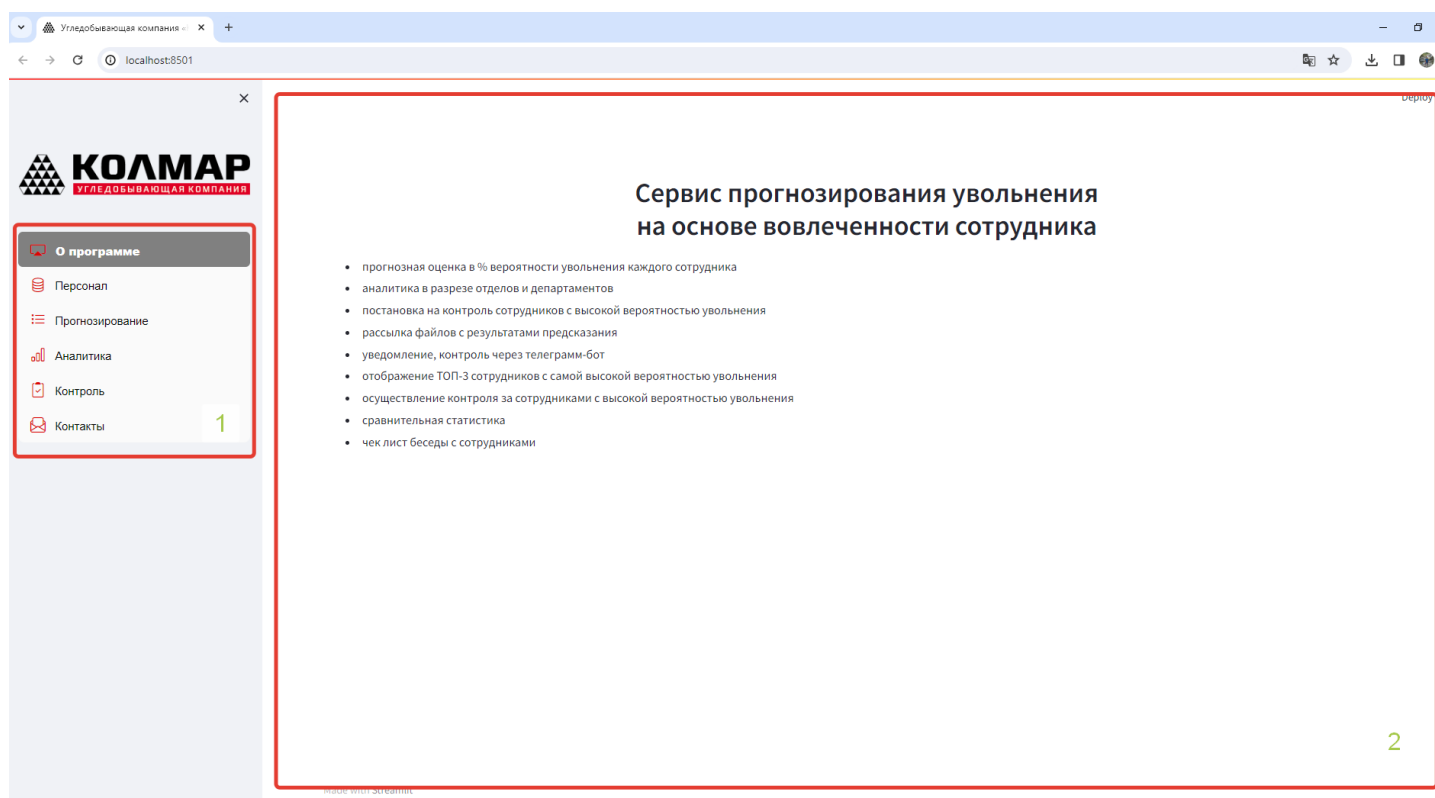 Угледобывающая компания «
localhost:8501
Deploy
КОЛМАР
УГЛЕДОБЫВАЮЩАЯ КОМПАНИЯ
О программе
Персонал
Прогнозирование
Аналитика
Контроль
Контакты
1
Сервис прогнозирования увольнения
на основе вовлеченности сотрудника
прогнозная оценка в % вероятности увольнения каждого сотрудника
аналитика в разрезе отделов и департаментов
постановка на контроль сотрудников с высокой вероятностью увольнения
рассылка файлов с результатами предсказания
уведомление, контроль через телеграмм-бот
отображение ТОП-3 сотрудников с самой высокой вероятностью увольнения
осуществление контроля за сотрудниками с высокой вероятностью увольнения
сравнительная статистика
чек лист беседы с сотрудниками
2
Made with Streamlit